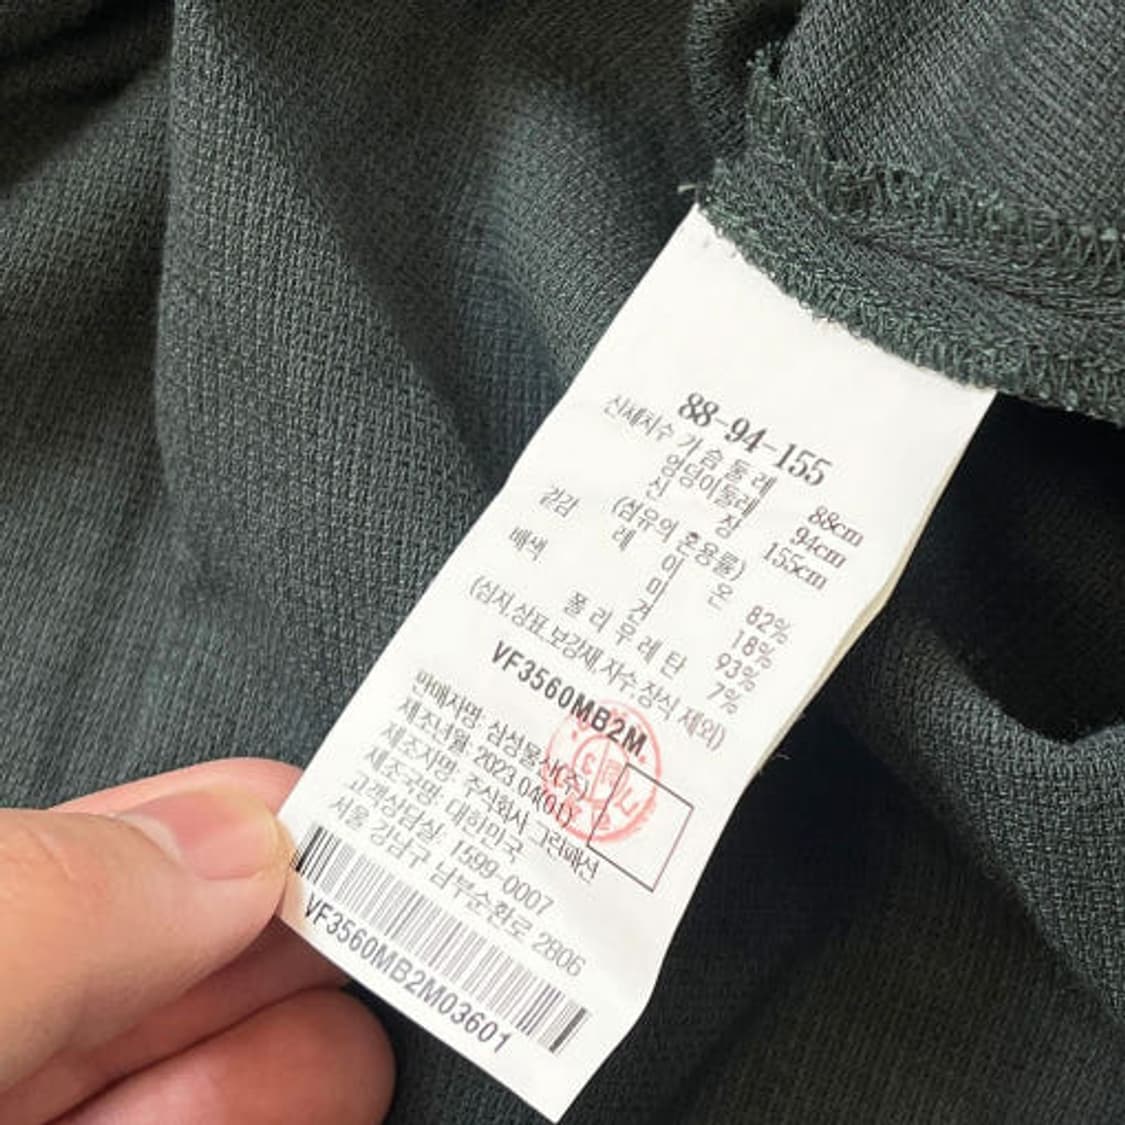 88-94-155
신체치수 가슴둘레 88cm
엉덩이둘레 94cm
신 장 155cm
(섬유의 혼용률)
겉감 레 이 온 82%
마 18%
배색 견 93%
폴 리 우 레 탄 7%
(심지,상표,보강재,자수,장식 제외)
VF3560MB2M
판매자명: 삼성물산(주)
제조년월: 2023.04(01)
제조자명: 주식회사 그린패션
제조국명: 대한민국
고객상담실: 1599-0007
서울 강남구 남부순환로 2806
VF3560MB2M03601